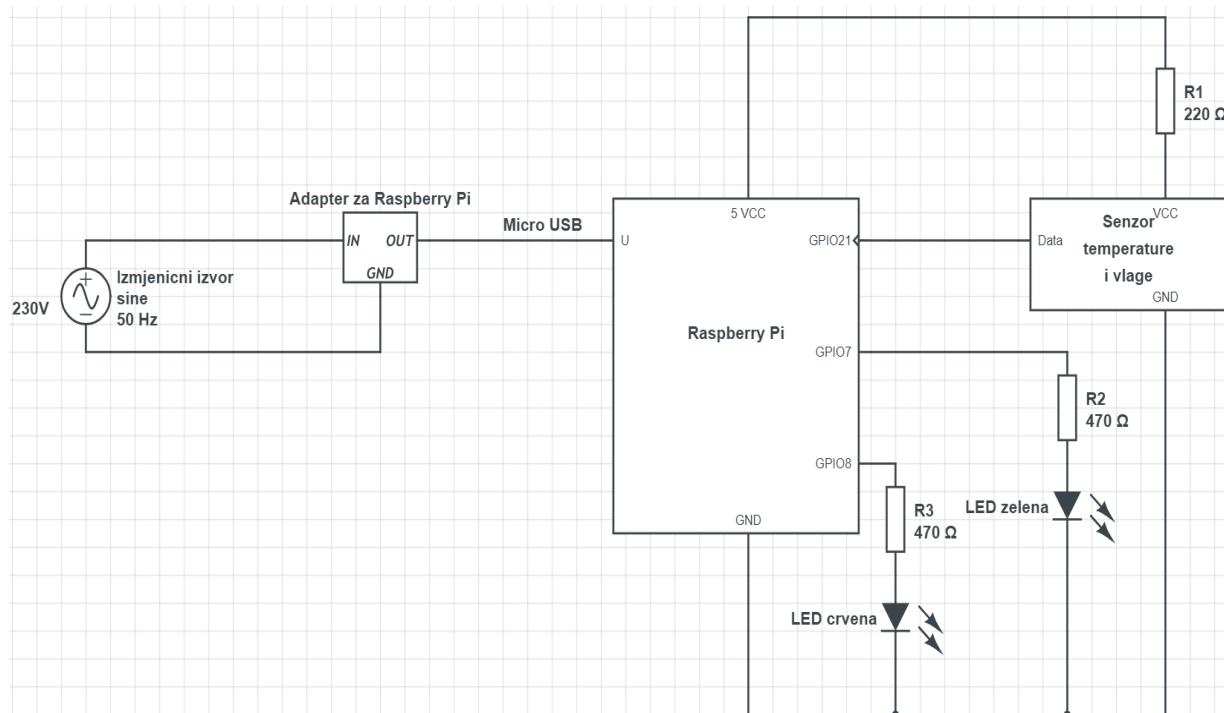 R1
220 Ω
Adapter za Raspberry Pi
IN OUT
GND
Micro USB
230V
+
Izmjenicni izvor
sine
50 Hz
−
5 VCC
U
GPIO21
Raspberry Pi
GPIO7
GPIO8
GND
VCC
Data
Senzor
temperature
i vlage
GND
R2
470 Ω
R3
470 Ω
LED zelena
LED crvena